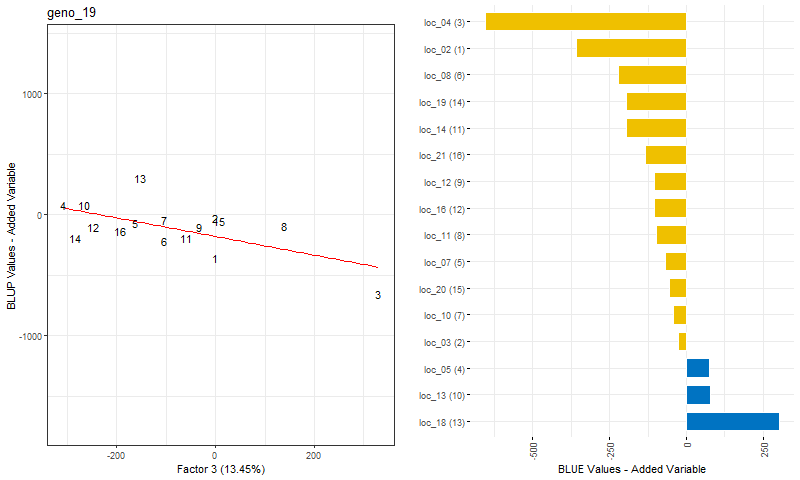 geno_19
BLUP Values - Added Variable
1000
0
-1000
13
4
10
12
14
16
5
7
6
11
9
2
15
1
8
3
-200
0
200
Factor 3 (13.45%)
loc_04 (3)
loc_02 (1)
loc_08 (6)
loc_19 (14)
loc_14 (11)
loc_21 (16)
loc_12 (9)
loc_16 (12)
loc_11 (8)
loc_07 (5)
loc_20 (15)
loc_10 (7)
loc_03 (2)
loc_05 (4)
loc_13 (10)
loc_18 (13)
-500
-250
0
250
BLUE Values - Added Variable